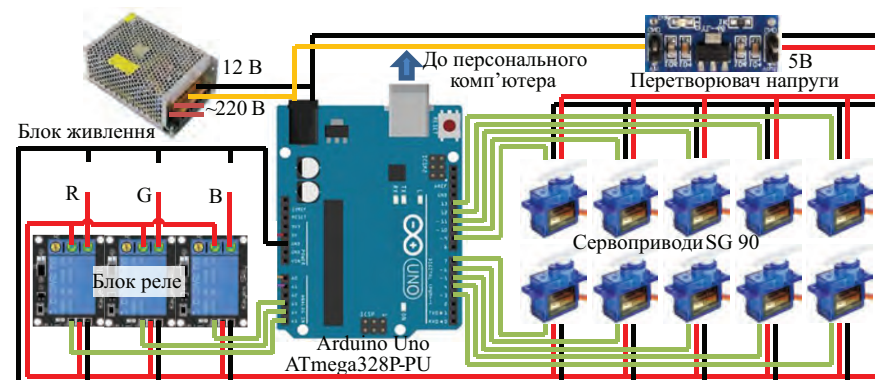 12 В
~220 В
Блок живлення
До персонального
комп’ютера
5В
Перетворювач напруги
R
G
B
Блок реле
Сервоприводи SG 90
UNO
Arduino Uno
ATmega328P-PU